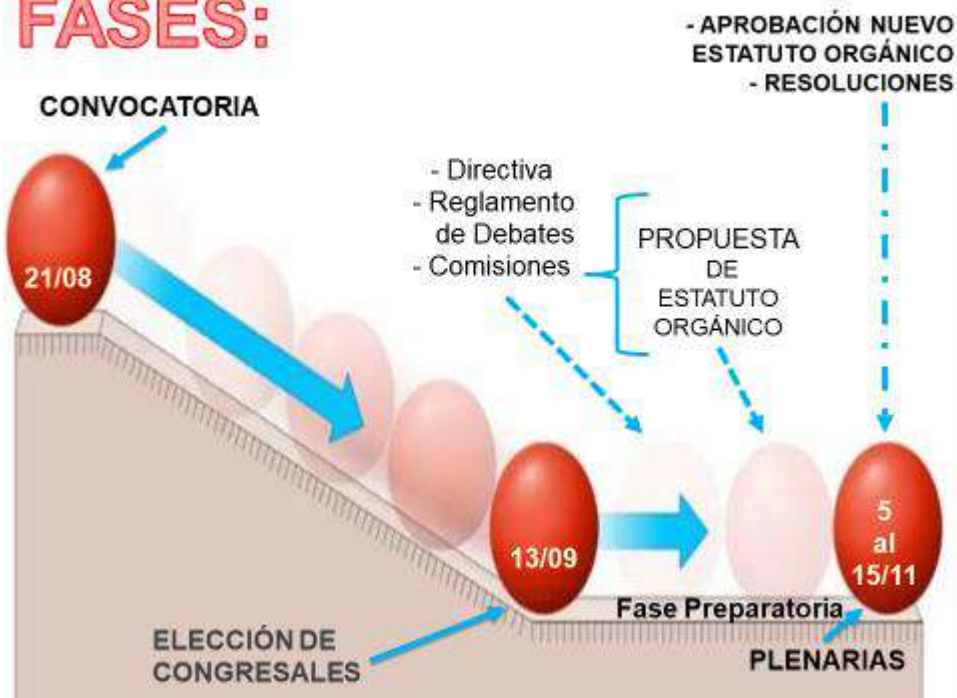 FASES:
CONVOCATORIA
21/08
- APROBACIÓN NUEVO
ESTATUTO ORGÁNICO
- RESOLUCIONES
- Directiva
- Reglamento
de Debates
- Comisiones
PROPUESTA
DE
ESTATUTO
ORGÁNICO
13/09
5
al
15/11
Fase Preparatoria
ELECCIÓN DE
CONGRESALES
PLENARIAS